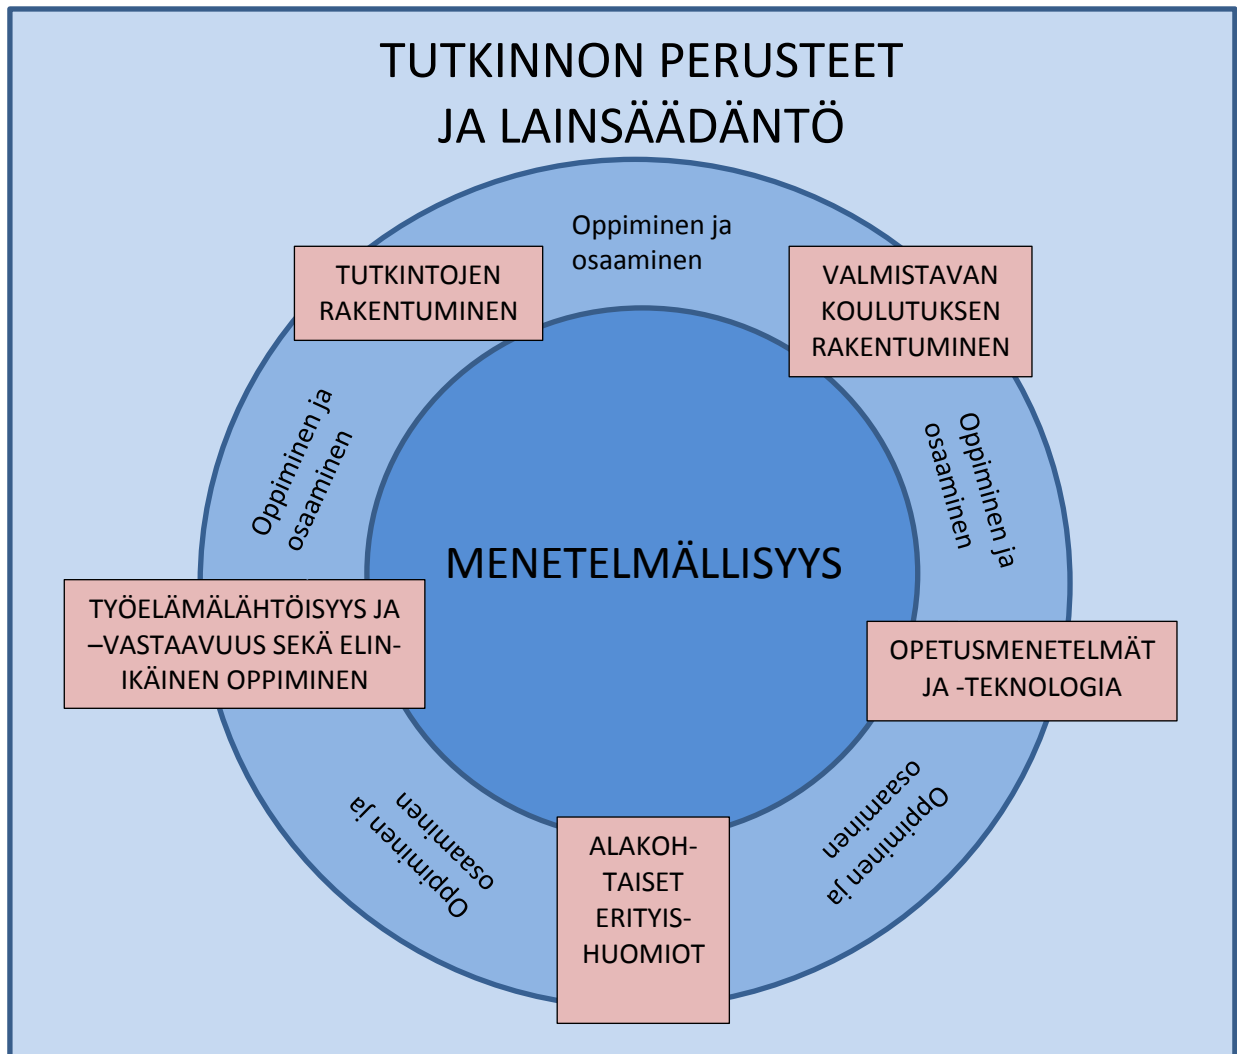 TUTKINNON PERUSTEET
JA LAINSÄÄDÄNTÖ
Oppiminen ja
osaaminen
TUTKINTOJEN
RAKENTUMINEN
VALMISTAVAN
KOULUTUKSEN
RAKENTUMINEN
Oppiminen ja
osaaminen
Oppiminen ja
osaaminen
MENETELMÄLLISYYS
TYÖELÄMÄLÄHTÖISYYS JA
–VASTAAVUUS SEKÄ ELIN-
IKÄINEN OPPIMINEN
OPETUSMENETELMÄT
JA -TEKNOLOGIA
Oppiminen ja
osaaminen
Oppiminen ja
osaaminen
ALAKOH-
TAISET
ERITYIS-
HUOMIOT